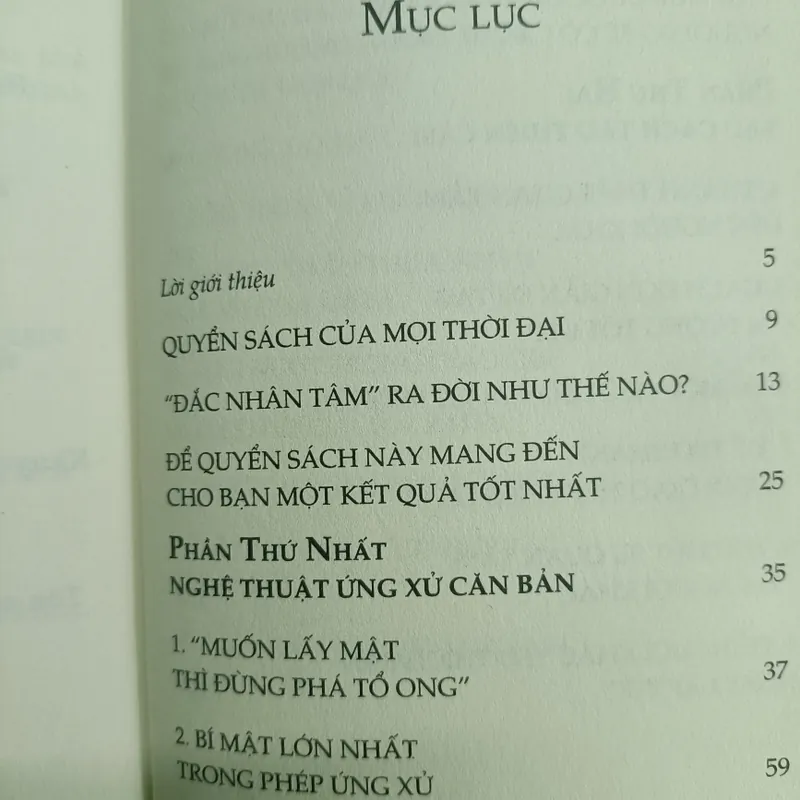 MỤC LỤC
Lời giới thiệu 5
QUYỂN SÁCH CỦA MỌI THỜI ĐẠI 9
“ĐẮC NHÂN TÂM” RA ĐỜI NHƯ THẾ NÀO? 13
ĐỂ QUYỂN SÁCH NÀY MANG ĐẾN
CHO BẠN MỘT KẾT QUẢ TỐT NHẤT 25
PHẦN THỨ NHẤT
NGHỆ THUẬT ỨNG XỬ CĂN BẢN 35
1. “MUỐN LẤY MẬT
THÌ ĐỪNG PHÁ TỔ ONG” 37
2. BÍ MẬT LỚN NHẤT
TRONG PHÉP ỨNG XỬ 59